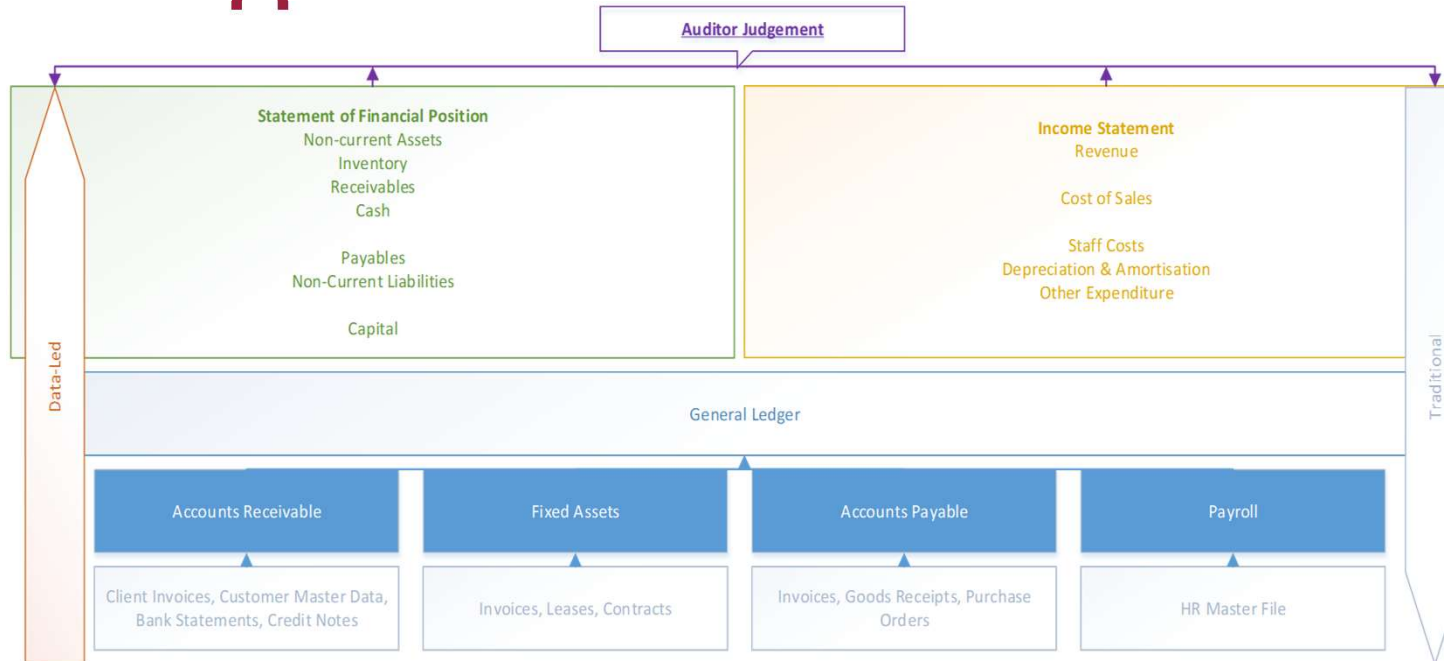 Auditor Judgement
Statement of Financial Position
Non-current Assets
Inventory
Receivables
Cash
Payables
Non-Current Liabilities
Capital
Income Statement
Revenue
Cost of Sales
Staff Costs
Depreciation & Amortisation
Other Expenditure
Data-Led
Traditional
General Ledger
Accounts Receivable
Fixed Assets
Accounts Payable
Payroll
Client Invoices, Customer Master Data,
Bank Statements, Credit Notes
Invoices, Leases, Contracts
Invoices, Goods Receipts, Purchase
Orders
HR Master File